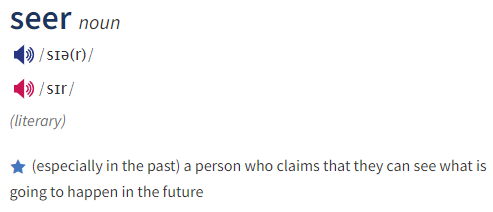 seer noun
/sɪə(r)/
/sɪr/
(literary)
(especially in the past) a person who claims that they can see what is
going to happen in the future